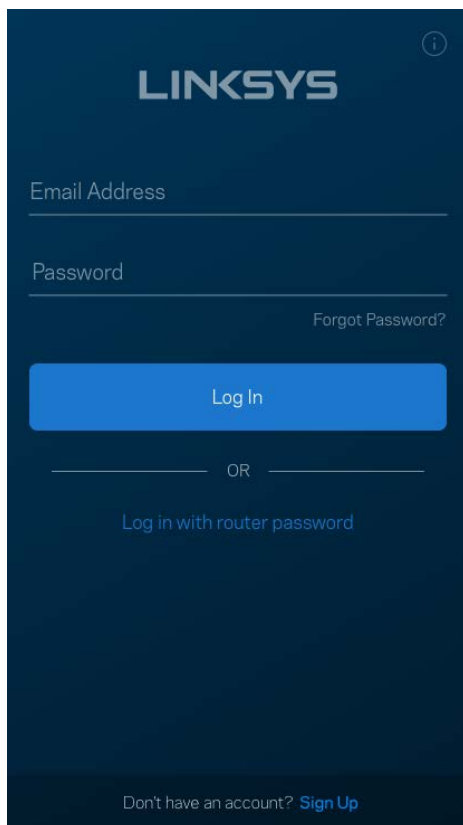 LINKSYS
Email Address
Password
Forgot Password?
Log In
OR
Log in with router password
Don't have an account? Sign Up